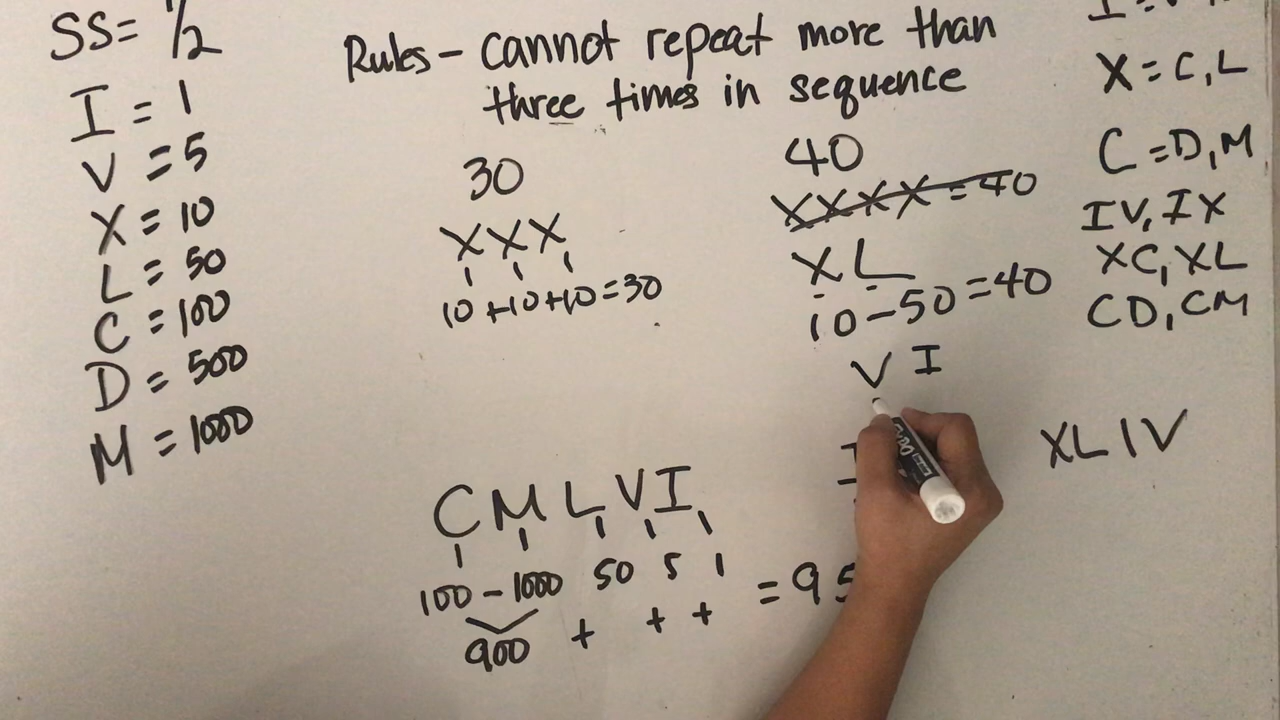 SS = 1/2
I = 1
V = 5
X = 10
L = 50
C = 100
D = 500
M = 1000
Rules - cannot repeat more than
three times in sequence
30
XXX
10 + 10 + 10 = 30
40
XXXX = 40
XL
10 - 50 = 40
VI
CMLVI
100 - 1000 50 5 1
900 + + + = 95
X = C, L
C = D, M
IV, IX
XC, XL
CD, CM
XLIV